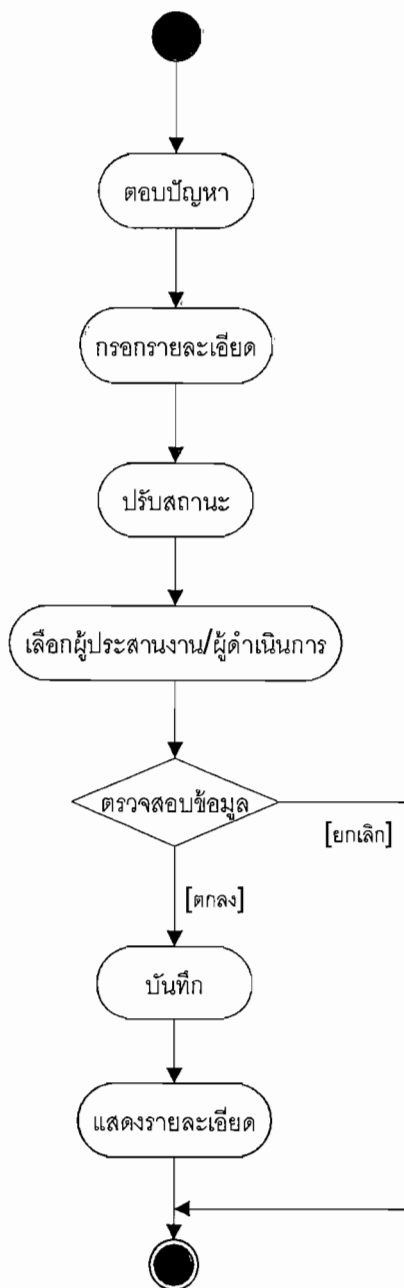 ตอบปัญหา
กรอกรายละเอียด
ปรับสถานะ
เลือกผู้ประสานงาน/ผู้ดำเนินการ
ตรวจสอบข้อมูล
[ยกเลิก]
[ตกลง]
บันทึก
แสดงรายละเอียด